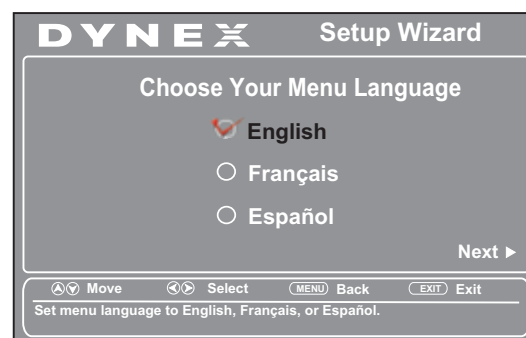 DYNEX Setup Wizard
Choose Your Menu Language
English
Français
Español
Next
Move Select MENU Back EXIT Exit
Set menu language to English, Français, or Español.